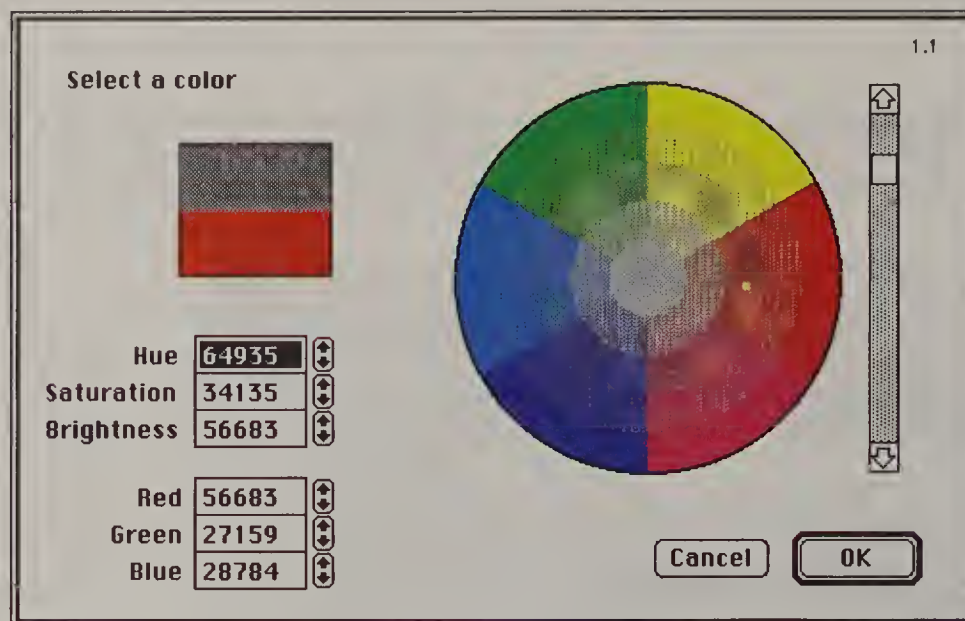 1.1
Select a color
Hue 64935
Saturation 34135
Brightness 56683
Red 56683
Green 27159
Blue 28784
Cancel OK